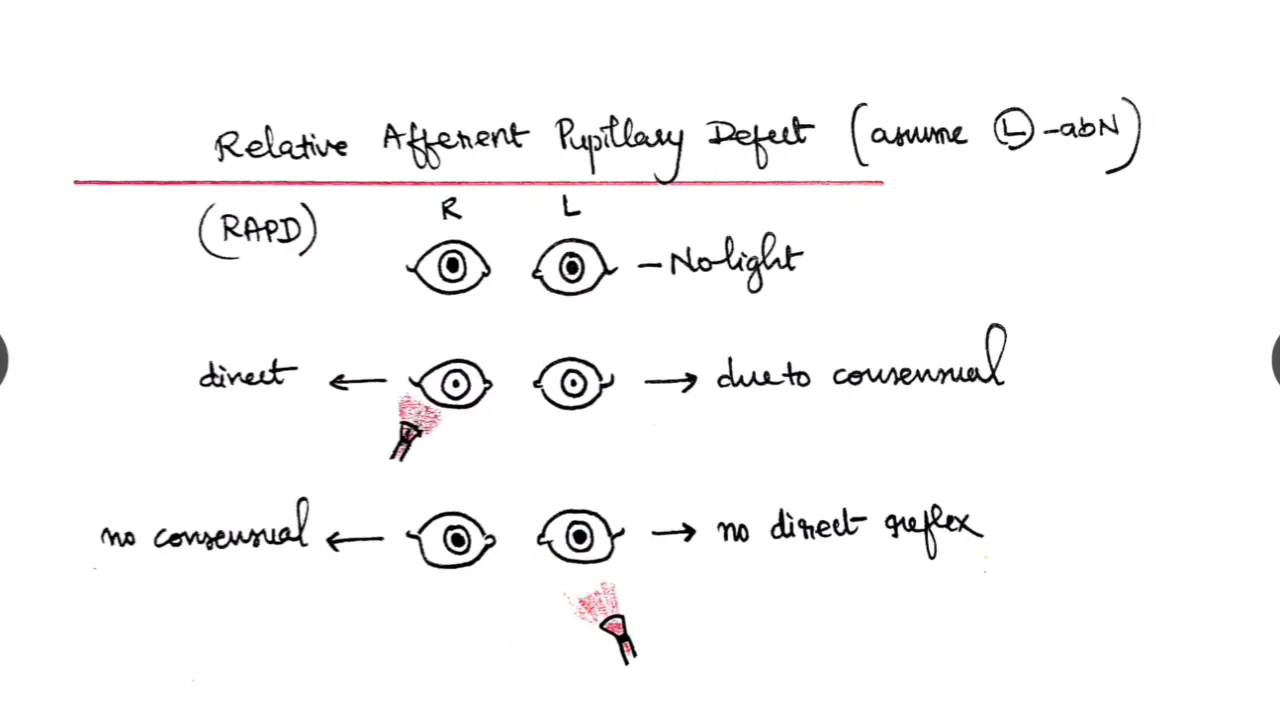 Relative Afferent Pupillary Defect (assume Ⓛ -abN)
(RAPD)
R L
-No light
direct ← → due to consensual
no consensual ← → no direct reflex